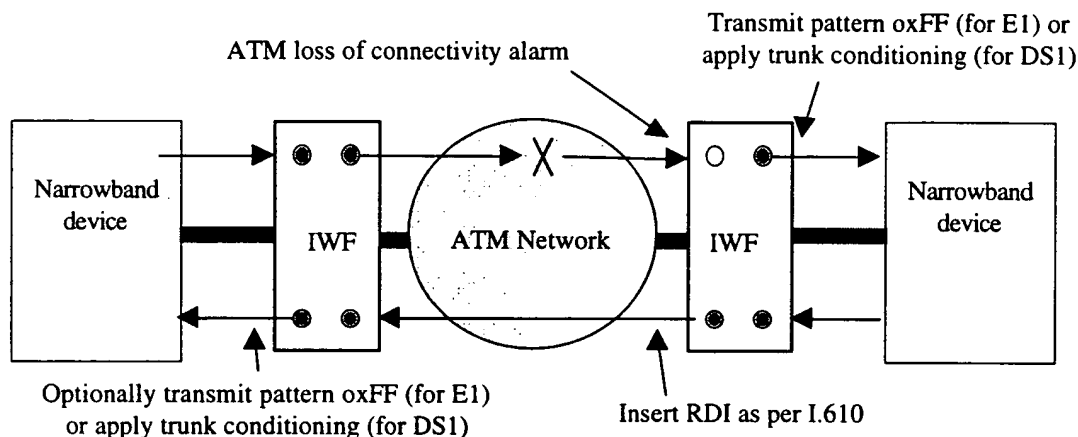 Transmit pattern oxFF (for E1) or
apply trunk conditioning (for DS1)
ATM loss of connectivity alarm
Narrowband
device
IWF
X
ATM Network
IWF
Narrowband
device
Optionally transmit pattern oxFF (for E1)
or apply trunk conditioning (for DS1)
Insert RDI as per I.610